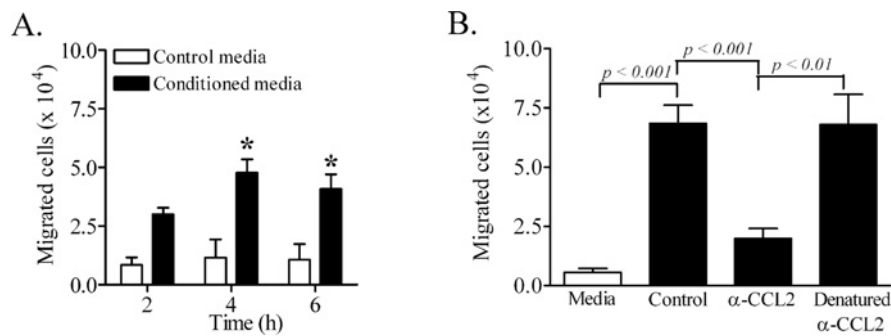 A.
Migrated cells (x 10⁴)
10.0
7.5
5.0
2.5
0.0
Control media
Conditioned media
*
*
2 4 6
Time (h)
B.
Migrated cells (x10⁴)
10.0
7.5
5.0
2.5
0.0
p < 0.001
p < 0.001
p < 0.01
Media Control α-CCL2 Denatured
α-CCL2